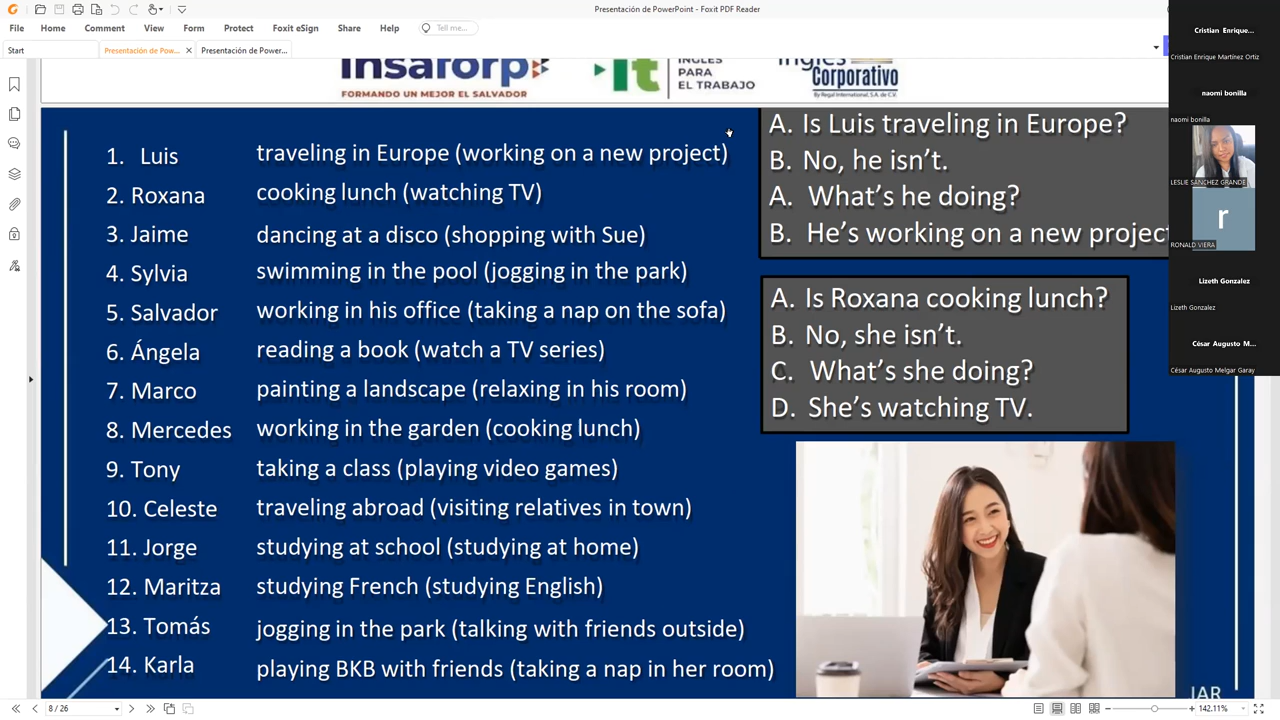 Presentación de PowerPoint - Foxit PDF Reader
File Home Comment View Form Protect Foxit eSign Share Help Tell me...
Start Presentación de Pow... Presentación de Power...
insaforp
FORMANDO UN MEJOR EL SALVADOR
it
INGLÉS
PARA
EL TRABAJO
Inglés
Corporativo
By Regal International, S.A. de C.V.
1. Luis traveling in Europe (working on a new project)
2. Roxana cooking lunch (watching TV)
3. Jaime dancing at a disco (shopping with Sue)
4. Sylvia swimming in the pool (jogging in the park)
5. Salvador working in his office (taking a nap on the sofa)
6. Ángela reading a book (watch a TV series)
7. Marco painting a landscape (relaxing in his room)
8. Mercedes working in the garden (cooking lunch)
9. Tony taking a class (playing video games)
10. Celeste traveling abroad (visiting relatives in town)
11. Jorge studying at school (studying at home)
12. Maritza studying French (studying English)
13. Tomás jogging in the park (talking with friends outside)
14. Karla playing BKB with friends (taking a nap in her room)
A. Is Luis traveling in Europe?
B. No, he isn't.
A. What's he doing?
B. He's working on a new project
A. Is Roxana cooking lunch?
B. No, she isn't.
C. What's she doing?
D. She's watching TV.
Cristian Enrique...
Cristian Enrique Martínez Ortiz
naomi bonilla
naomi bonilla
LESLIE SANCHEZ GRANDE
r
RONALD VIERA
Lizeth Gonzalez
Lizeth Gonzalez
César Augusto M...
César Augusto Melgar Garay
8 / 26
142.11%